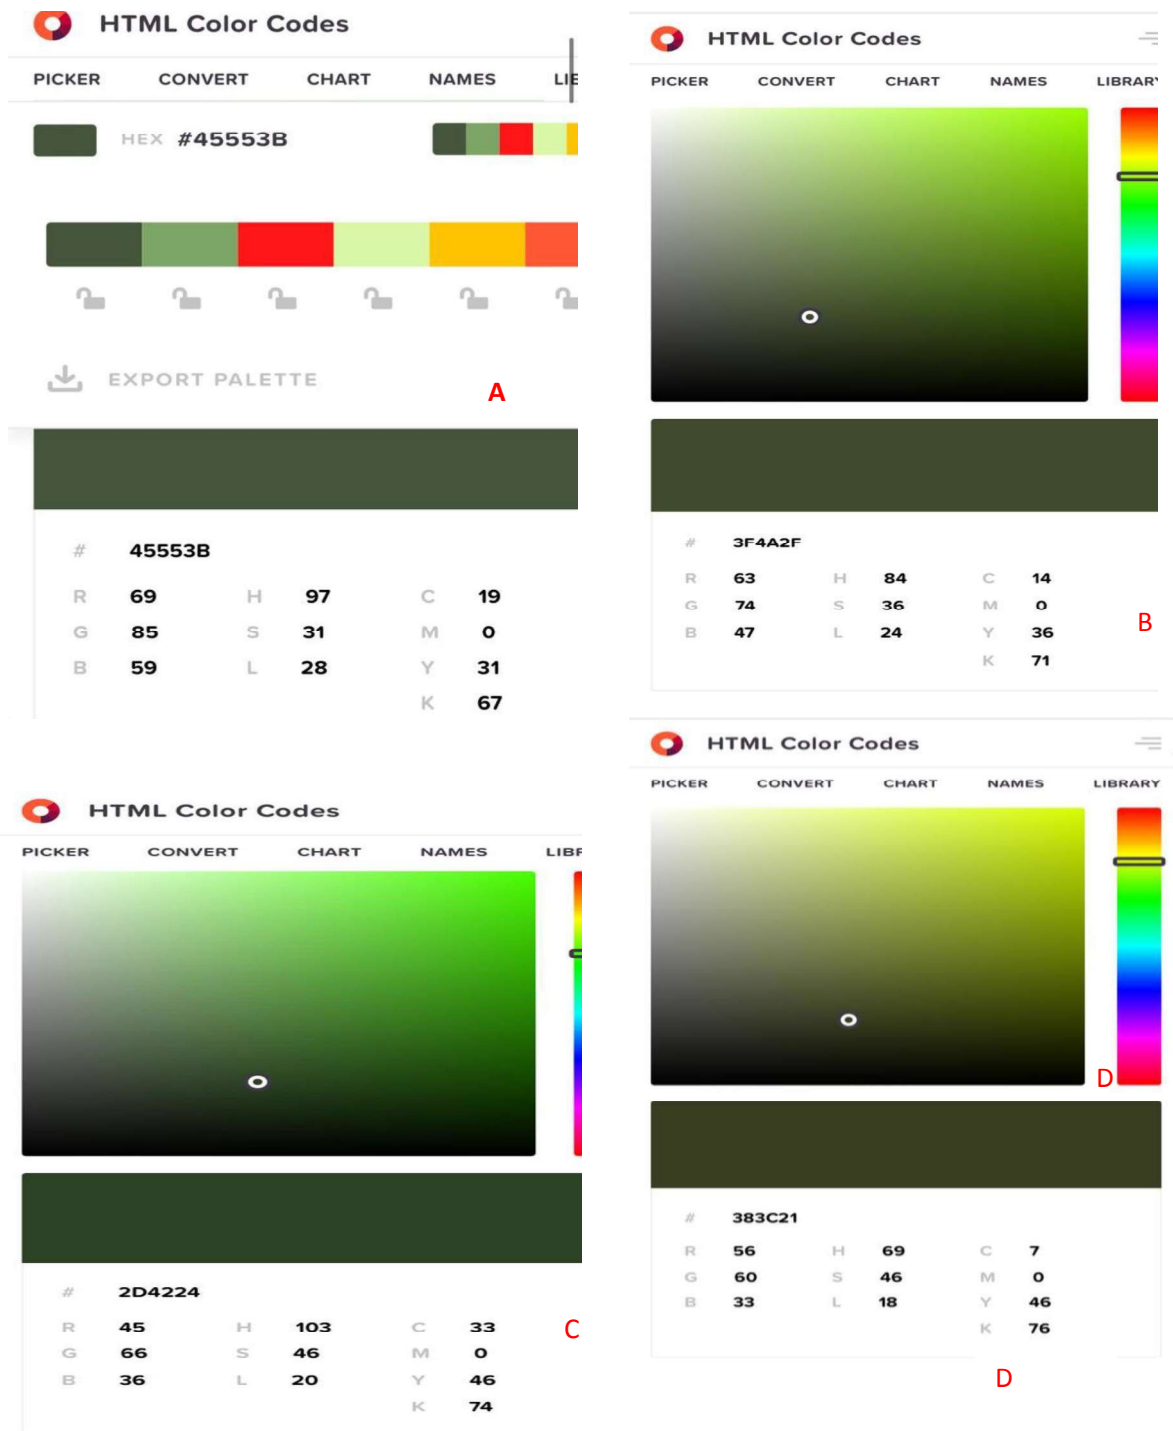 HTML Color Codes
PICKER CONVERT CHART NAMES LIB
HEX #45553B
EXPORT PALETTE
A
# 45553B
R 69 H 97 C 19
G 85 S 31 M 0
B 59 L 28 Y 31
K 67
HTML Color Codes
PICKER CONVERT CHART NAMES LIBRARY
# 3F4A2F
R 63 H 84 C 14
G 74 S 36 M 0
B 47 L 24 Y 36
K 71
B
HTML Color Codes
PICKER CONVERT CHART NAMES LIBR
# 2D4224
R 45 H 103 C 33
G 66 S 46 M 0
B 36 L 20 Y 46
K 74
C
HTML Color Codes
PICKER CONVERT CHART NAMES LIBRARY
D
# 383C21
R 56 H 69 C 7
G 60 S 46 M 0
B 33 L 18 Y 46
K 76
D